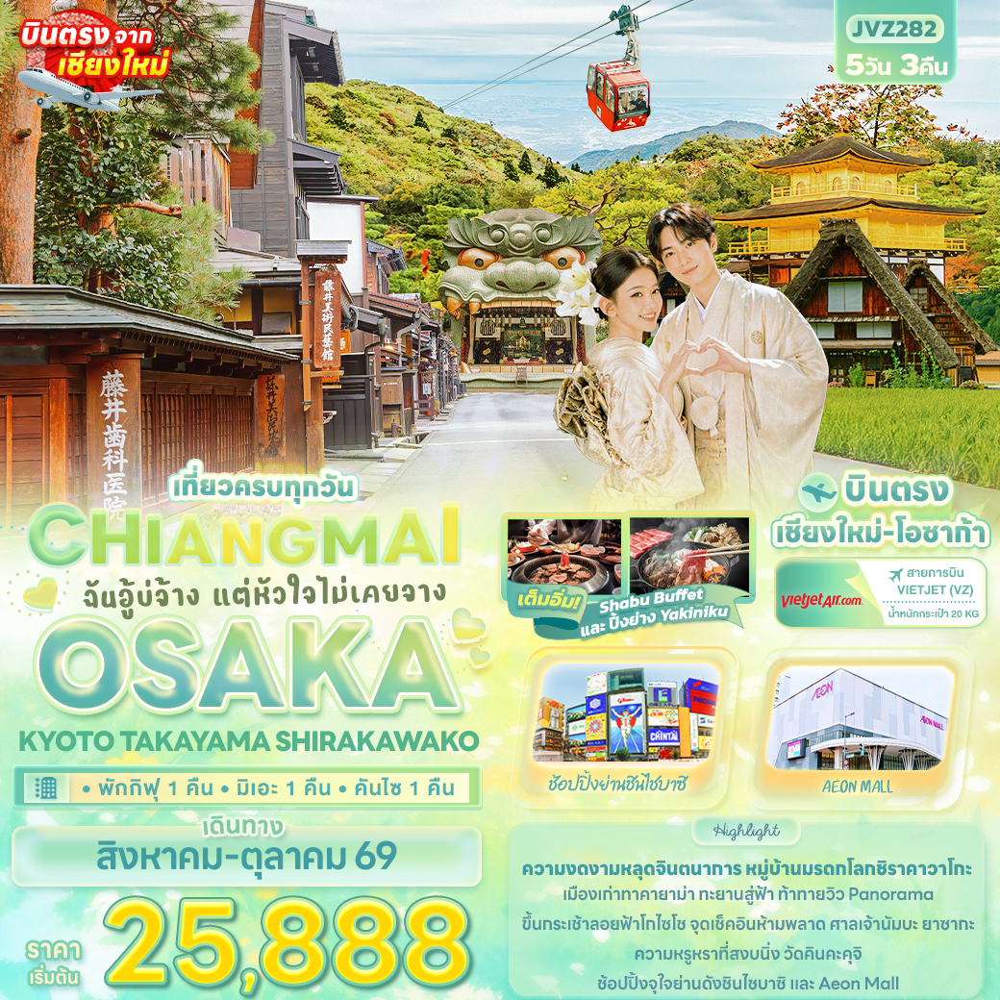 บินตรง จาก
เชียงใหม่
JVZ282
5วัน 3คืน
藤井美術民藝館
藤井歯科医院
เที่ยวครบทุกวัน
CHIANGMAI
ฉันอู้บ่จ้าง แต่หัวใจไม่เคยจาง
OSAKA
KYOTO TAKAYAMA SHIRAKAWAKO
• พักกิฟุ 1 คืน • มิเอะ 1 คืน • คันไซ 1 คืน
เดินทาง
สิงหาคม-ตุลาคม 69
ราคา
เริ่มต้น
25,888
บินตรง
เชียงใหม่-โอซาก้า
vietjetAir.com
สายการบิน
VIETJET (VZ)
น้ำหนักกระเป๋า 20 KG
เต็มอิ่ม!
Shabu Buffet
และ ปิ้งย่าง Yakiniku
Glico
CHINTAI
ช้อปปิ้งย่านชินไซบาชิ
AEON
AEON MALL
AEON MALL
Highlight
ความงดงามหลุดจินตนาการ หมู่บ้านมรดกโลกชิราคาวาโกะ
เมืองเก่าทาคายาม่า ทะยานสู่ฟ้า ท้าทายวิว Panorama
ขึ้นกระเช้าลอยฟ้าโกไซโช จุดเช็คอินห้ามพลาด ศาลเจ้านัมบะ ยาซากะ
ความหรูหราที่สงบนิ่ง วัดคินคะคุจิ
ช้อปปิ้งจุใจย่านดังชินไซบาชิ และ Aeon Mall